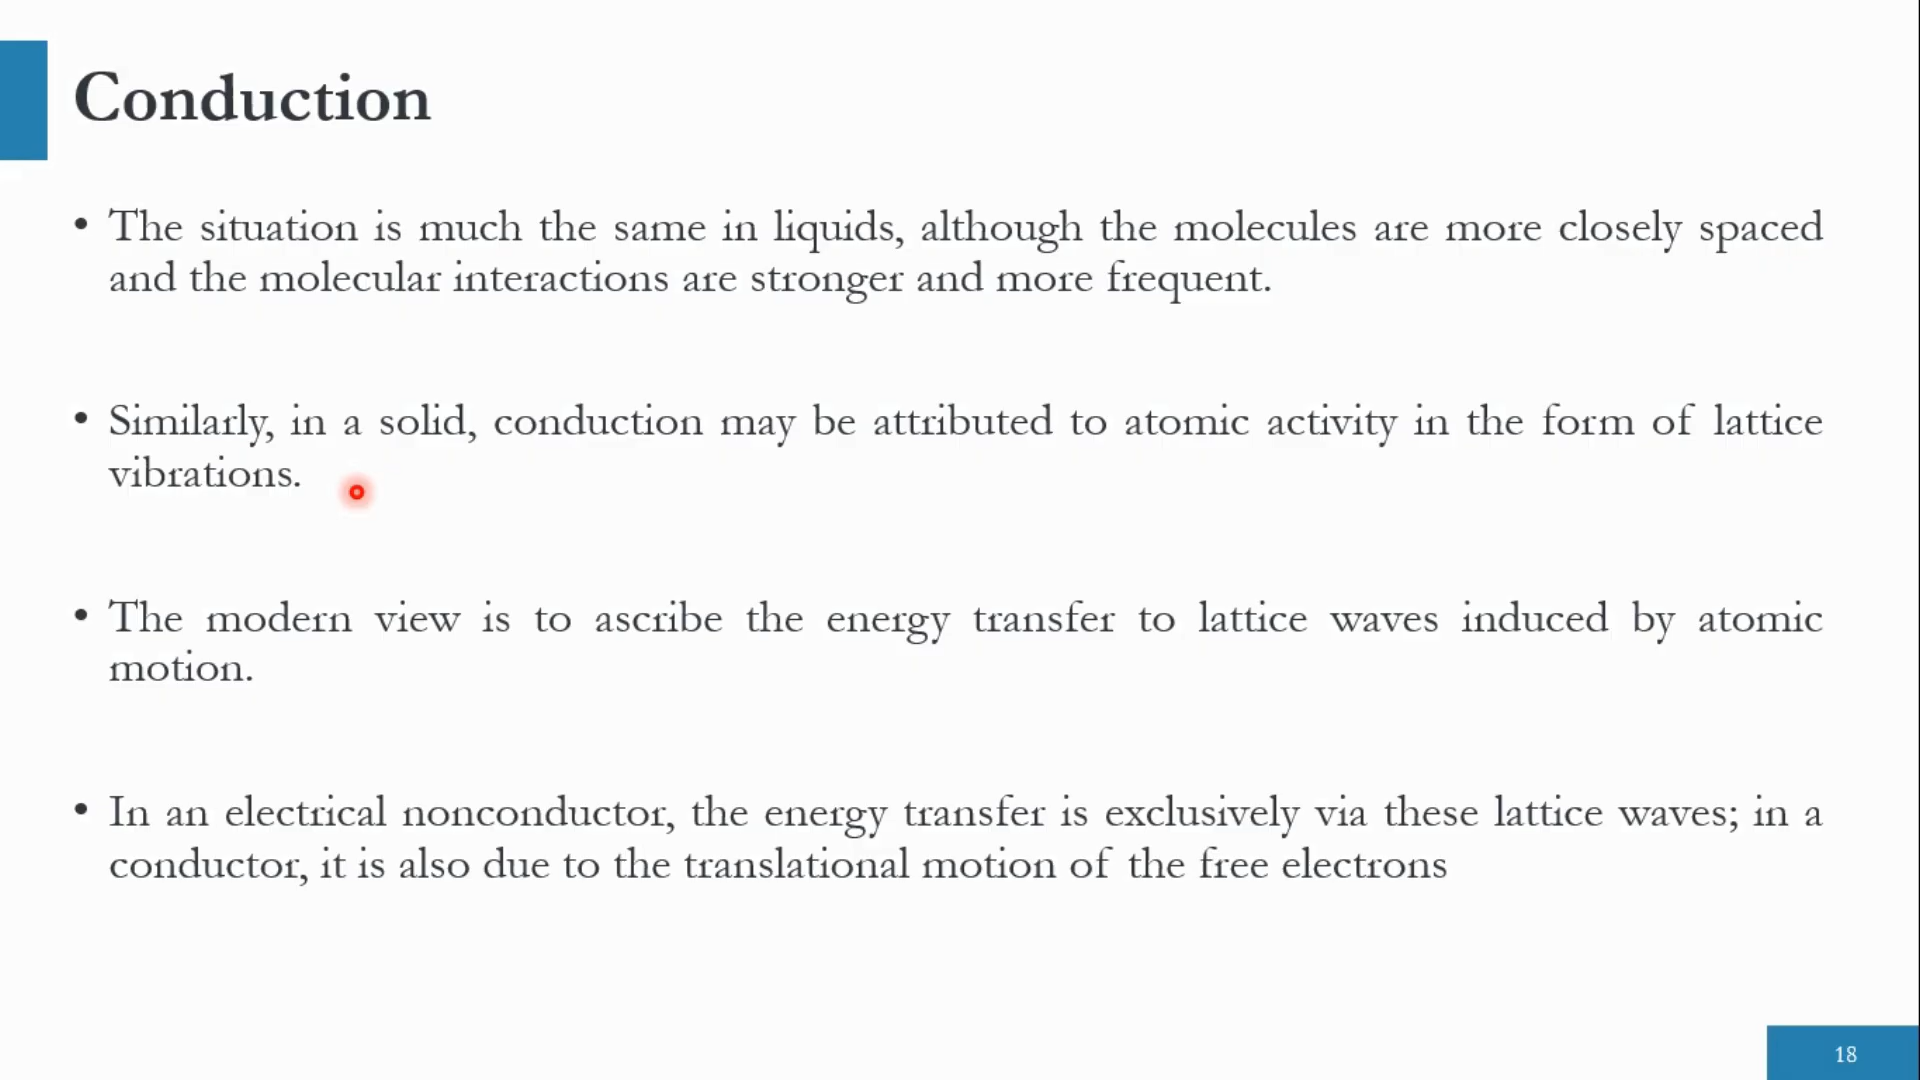 Conduction
• The situation is much the same in liquids, although the molecules are more closely spaced
and the molecular interactions are stronger and more frequent.
• Similarly, in a solid, conduction may be attributed to atomic activity in the form of lattice
vibrations.
• The modern view is to ascribe the energy transfer to lattice waves induced by atomic
motion.
• In an electrical nonconductor, the energy transfer is exclusively via these lattice waves; in a
conductor, it is also due to the translational motion of the free electrons
18